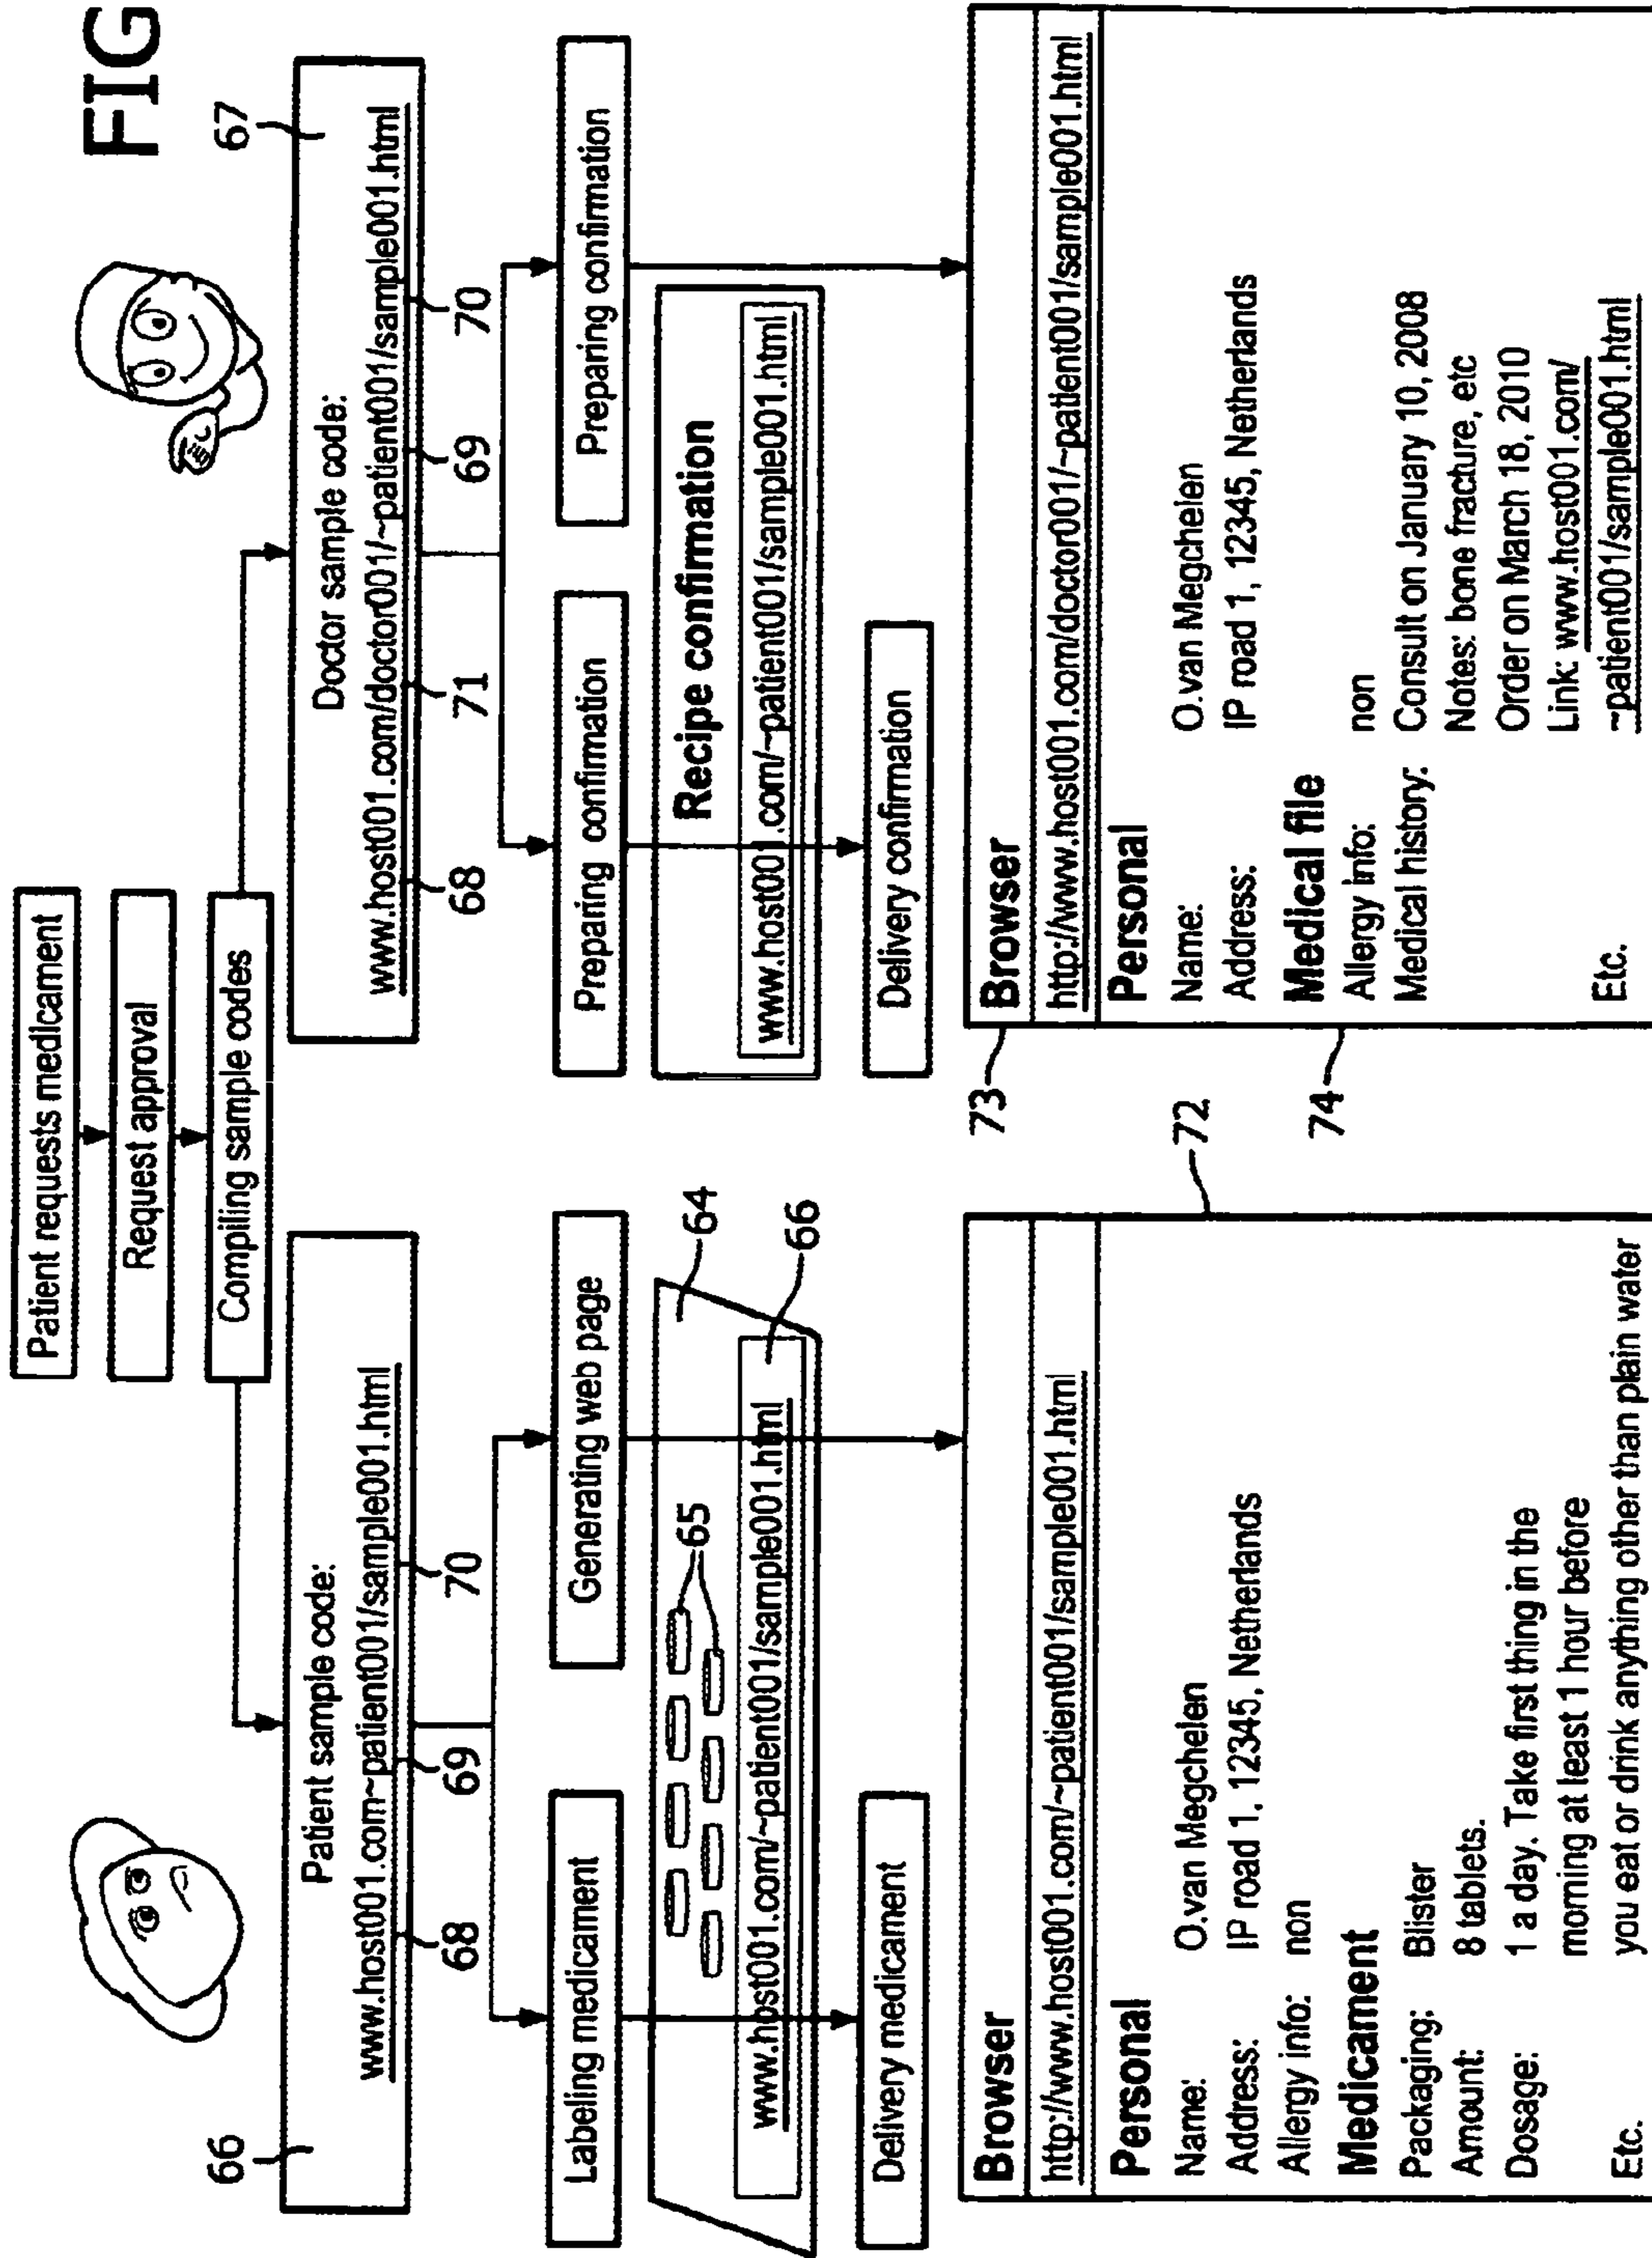 FIG
Patient requests medicament
Request approval
Compiling sample codes
66
Patient sample code:
www.host001.com~patient001/sample001.html
68
69
70
67
Doctor sample code:
www.host001.com/doctor001/~patient001/sample001.html
68
71
69
70
Labeling medicament
Generating web page
64
65
66
www.host001.com/~patient001/sample001.html
Delivery medicament
Preparing confirmation
Preparing confirmation
Recipe confirmation
www.host001.com/~patient001/sample001.html
Delivery confirmation
72
Browser
http://www.host001.com/~patient001/sample001.html
Personal
Name: O.van Megchelen
Address: IP road 1, 12345, Netherlands
Allergy info: non
Medicament
Packaging: Blister
Amount: 8 tablets.
Dosage: 1 a day. Take first thing in the
morning at least 1 hour before
you eat or drink anything other than plain water
Etc.
73
74
Browser
http://www.host001.com/doctor001/~patient001/sample001.html
Personal
Name: O.van Megchelen
Address: IP road 1, 12345, Netherlands
Medical file
Allergy info: non
Medical history: Consult on January 10, 2008
Notes: bone fracture, etc
Order on March 18, 2010
Link: www.host001.com/
~patient001/sample001.html
Etc.